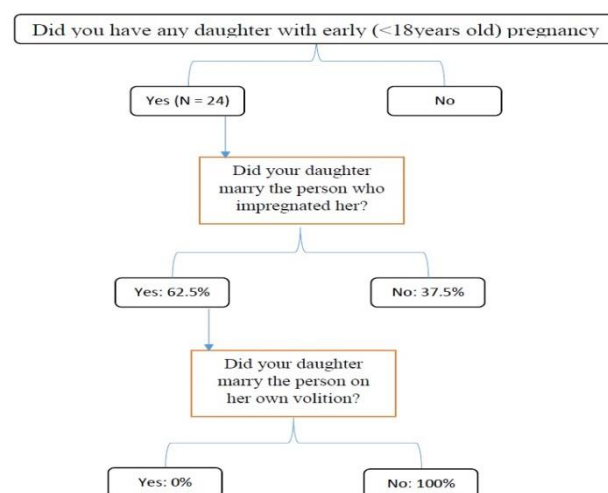 Did you have any daughter with early (<18years old) pregnancy
Yes (N = 24)
No
Did your daughter
marry the person who
impregnated her?
Yes: 62.5%
No: 37.5%
Did your daughter
marry the person on
her own volition?
Yes: 0%
No: 100%